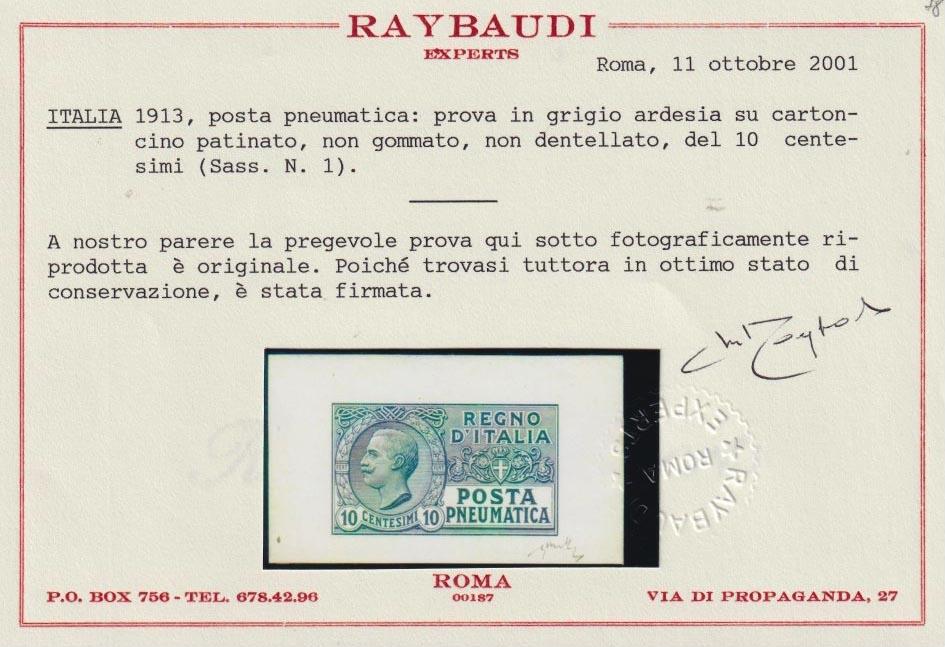 RAYBAUDI
EXPERTS
Roma, 11 ottobre 2001
ITALIA 1913, posta pneumatica: prova in grigio ardesia su carton-
cino patinato, non gommato, non dentellato, del 10 cente-
simi (Sass. N. 1).
A nostro parere la pregevole prova qui sotto fotograficamente ri-
prodotta è originale. Poiché trovasi tuttora in ottimo stato di
conservazione, è stata firmata.
REGNO
D'ITALIA
POSTA
PNEUMATICA
10 CENTESIMI 10
RAYBAUDI
EXPERTS
ROMA
ROMA
00187
P.O. BOX 756 - TEL. 678.42.96
VIA DI PROPAGANDA, 27